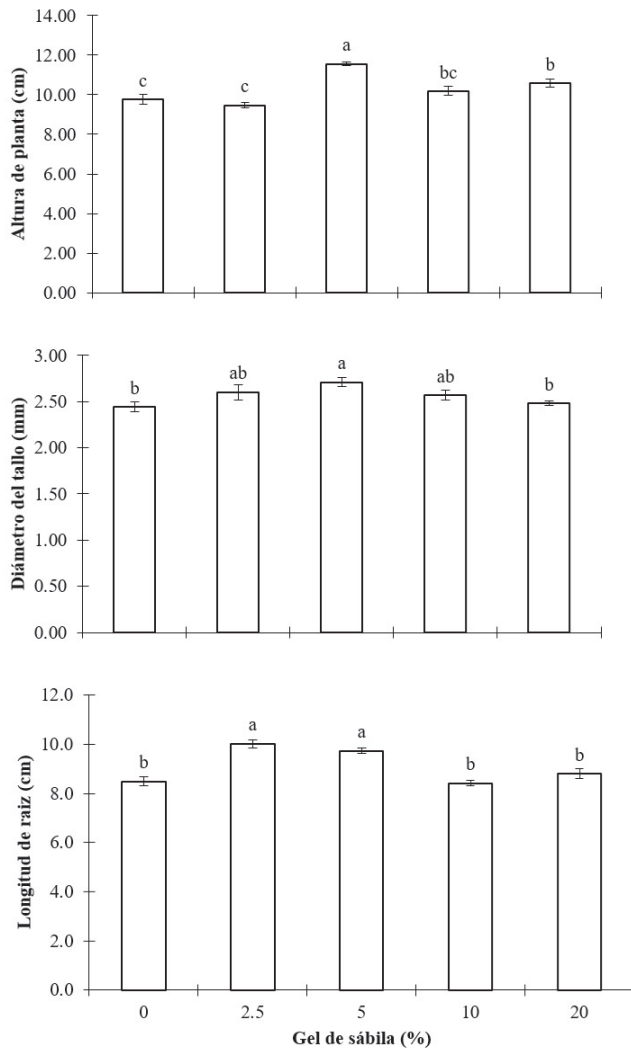 Altura de planta (cm)
14.00
12.00
10.00
8.00
6.00
4.00
2.00
0.00
c
c
a
bc
b
Diámetro del tallo (mm)
3.00
2.50
2.00
1.50
1.00
0.50
0.00
b
ab
a
ab
b
Longitud de raiz (cm)
12.0
10.0
8.0
6.0
4.0
2.0
0.0
b
a
a
b
b
0 2.5 5 10 20
Gel de sábila (%)